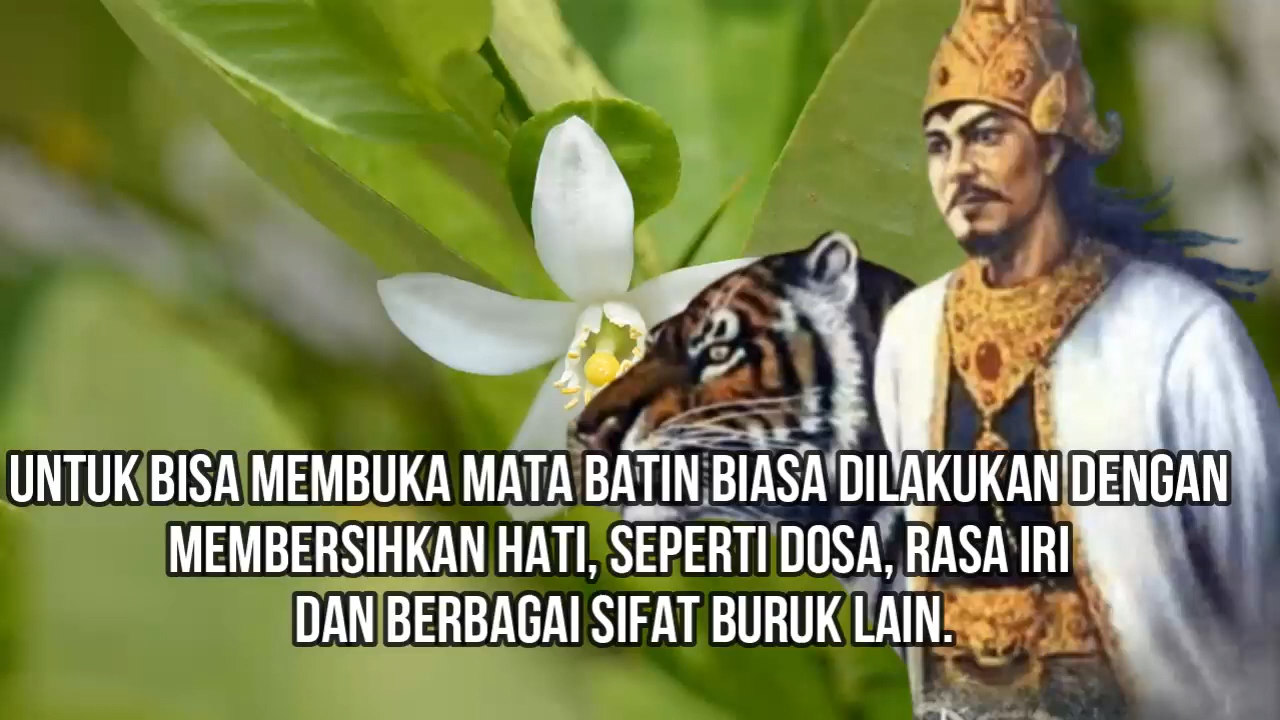 UNTUK BISA MEMBUKA MATA BATIN BIASA DILAKUKAN DENGAN
MEMBERSIHKAN HATI, SEPERTI DOSA, RASA IRI
DAN BERBAGAI SIFAT BURUK LAIN.